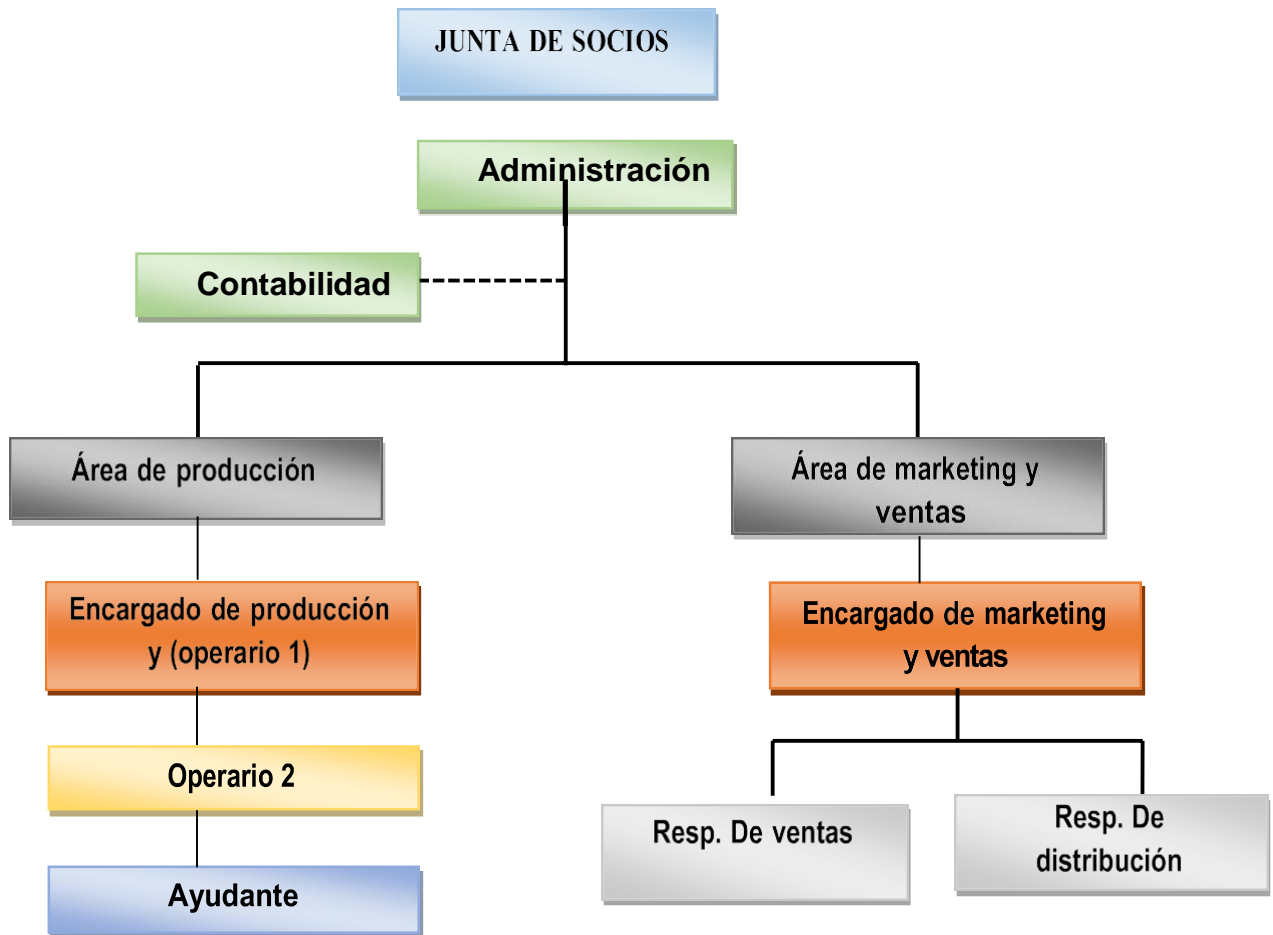 JUNTA DE SOCIOS
Administración
Contabilidad
Área de producción
Área de marketing y
ventas
Encargado de producción
y (operario 1)
Encargado de marketing
y ventas
Operario 2
Ayudante
Resp. De ventas
Resp. De
distribución